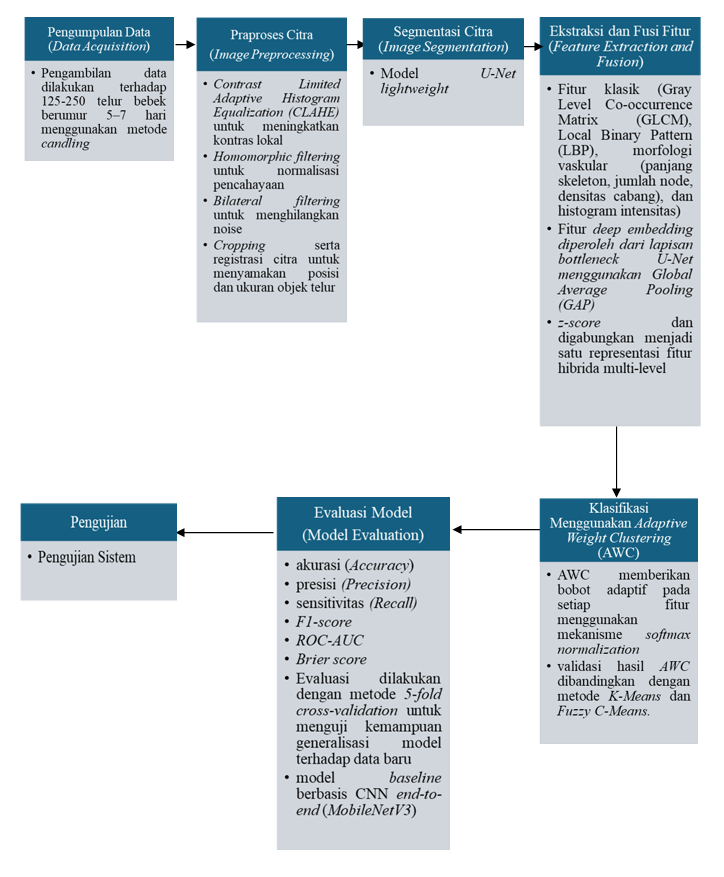 Pengumpulan Data
(Data Acquisition)
• Pengambilan data
dilakukan terhadap
125-250 telur bebek
berumur 5–7 hari
menggunakan metode
candling
Praproses Citra
(Image Preprocessing)
• Contrast Limited
Adaptive Histogram
Equalization (CLAHE)
untuk meningkatkan
kontras lokal
• Homomorphic filtering
untuk normalisasi
pencahayaan
• Bilateral filtering
untuk menghilangkan
noise
• Cropping serta
registrasi citra untuk
menyamakan posisi
dan ukuran objek telur
Segmentasi Citra
(Image Segmentation)
• Model U-Net
lightweight
Ekstraksi dan Fusi Fitur
(Feature Extraction and
Fusion)
• Fitur klasik (Gray
Level Co-occurrence
Matrix (GLCM),
Local Binary Pattern
(LBP), morfologi
vaskular (panjang
skeleton, jumlah node,
densitas cabang), dan
histogram intensitas)
• Fitur deep embedding
diperoleh dari lapisan
bottleneck U-Net
menggunakan Global
Average Pooling
(GAP)
• z-score dan
digabungkan menjadi
satu representasi fitur
hibrida multi-level
Klasifikasi
Menggunakan Adaptive
Weight Clustering
(AWC)
• AWC memberikan
bobot adaptif pada
setiap fitur
menggunakan
mekanisme softmax
normalization
• validasi hasil AWC
dibandingkan dengan
metode K-Means dan
Fuzzy C-Means.
Evaluasi Model
(Model Evaluation)
• akurasi (Accuracy)
• presisi (Precision)
• sensitivitas (Recall)
• F1-score
• ROC-AUC
• Brier score
• Evaluasi dilakukan
dengan metode 5-fold
cross-validation untuk
menguji kemampuan
generalisasi model
terhadap data baru
• model baseline
berbasis CNN end-to-
end (MobileNetV3)
Pengujian
• Pengujian Sistem